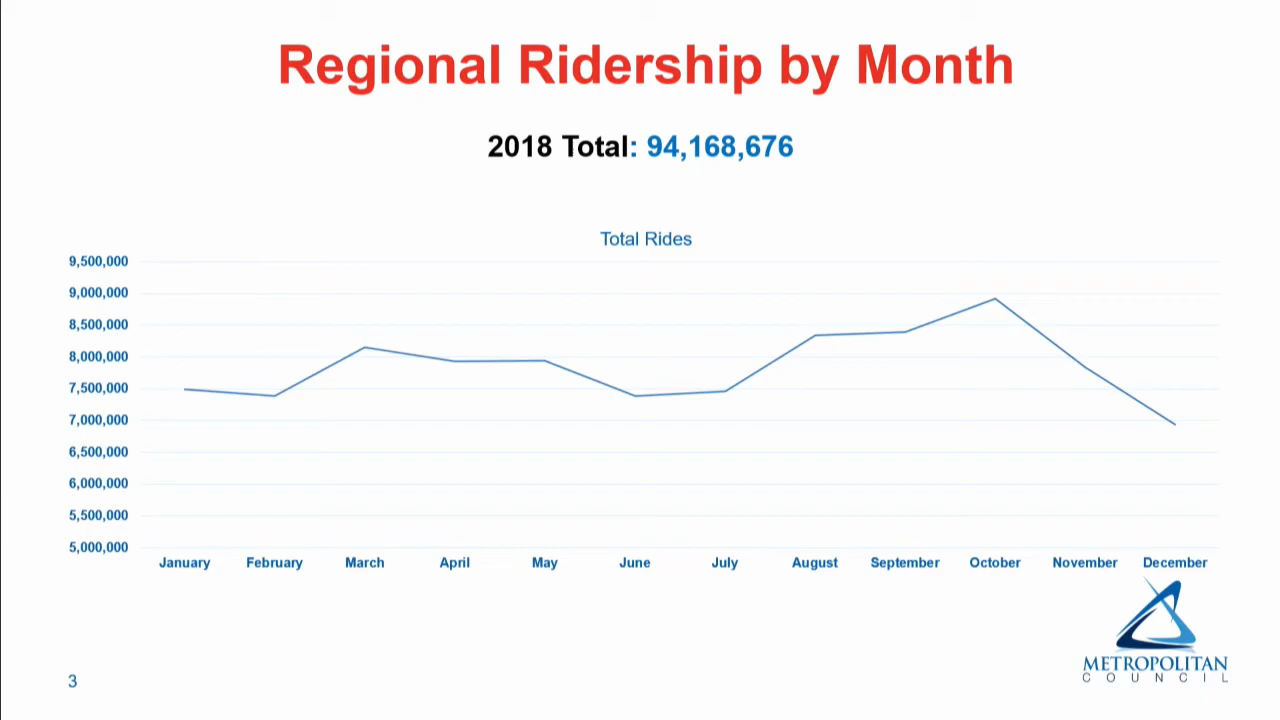 Regional Ridership by Month
2018 Total: 94,168,676
Total Rides
9,500,000
9,000,000
8,500,000
8,000,000
7,500,000
7,000,000
6,500,000
6,000,000
5,500,000
5,000,000
January February March April May June July August September October November December
METROPOLITAN
COUNCIL
3